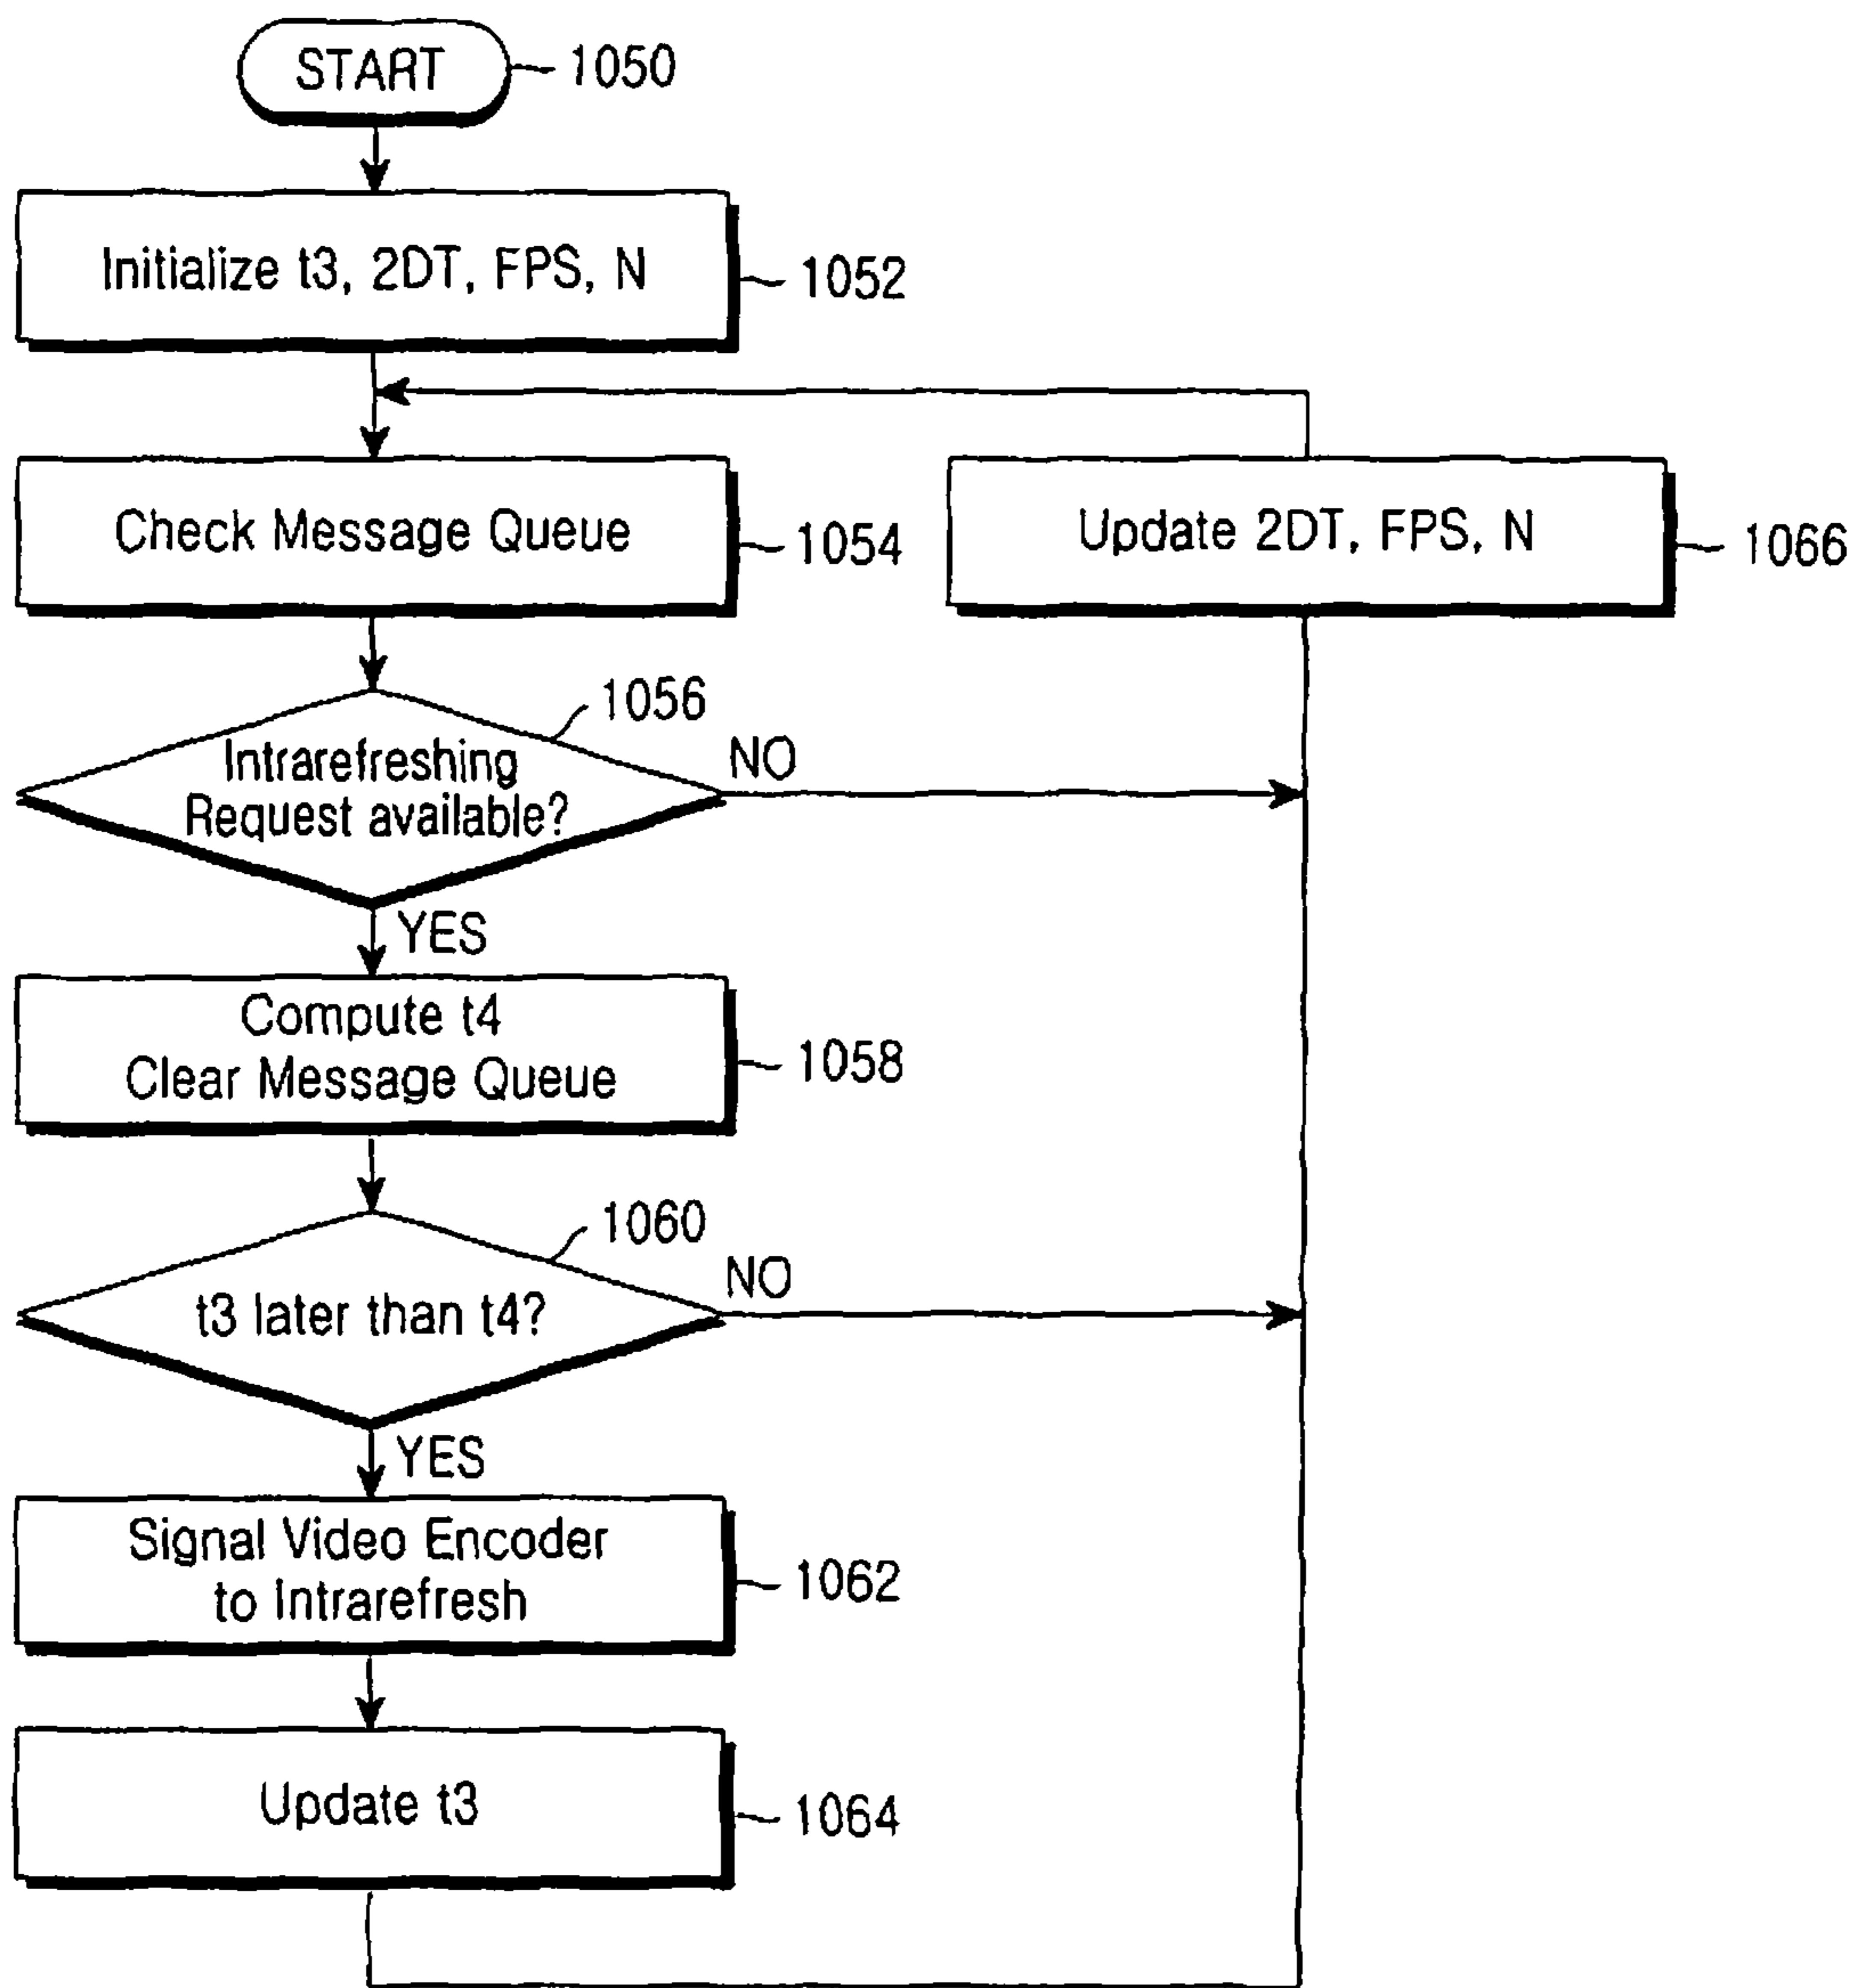 START
1050
Initialize t3, 2DT, FPS, N
1052
Check Message Queue
1054
Update 2DT, FPS, N
1066
1056
Intrarefreshing
Request available?
NO
YES
Compute t4
Clear Message Queue
1058
1060
t3 later than t4?
NO
YES
Signal Video Encoder
to Intrarefresh
1062
Update t3
1064